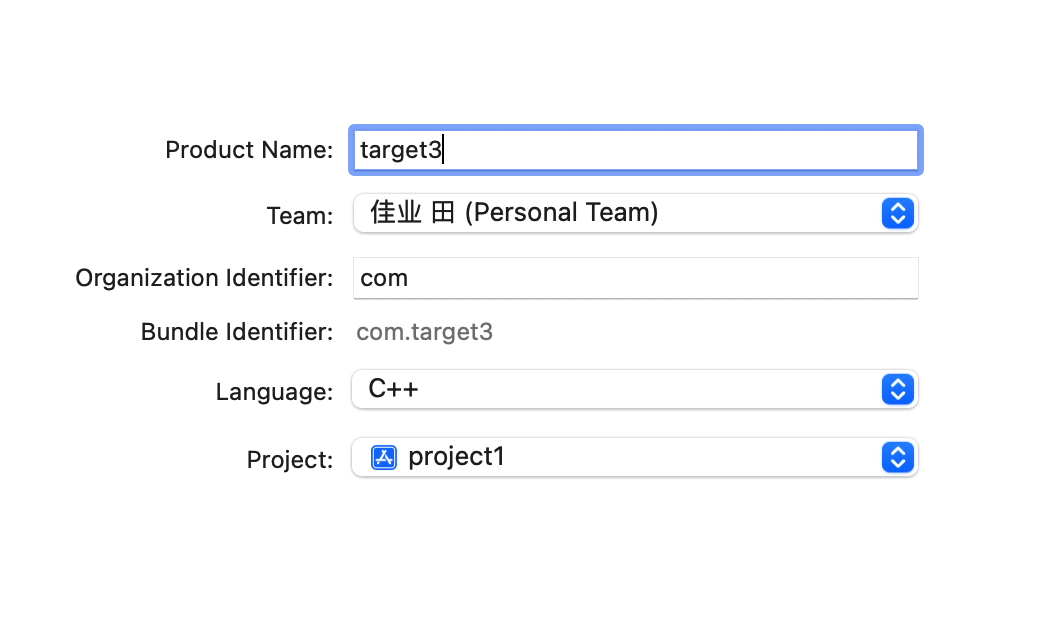 Product Name: target3
Team: 佳业 田 (Personal Team)
Organization Identifier: com
Bundle Identifier: com.target3
Language: C++
Project: project1